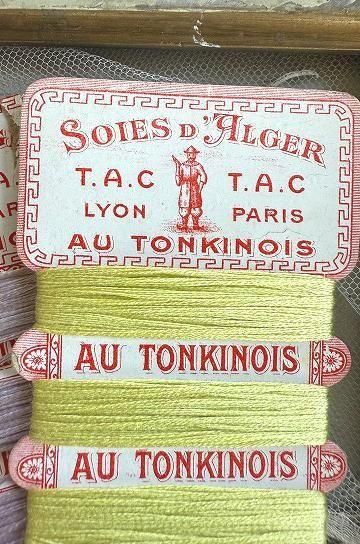 SOIES D'ALGER
T.A.C T.A.C
LYON PARIS
AU TONKINOIS
AU TONKINOIS
AU TONKINOIS